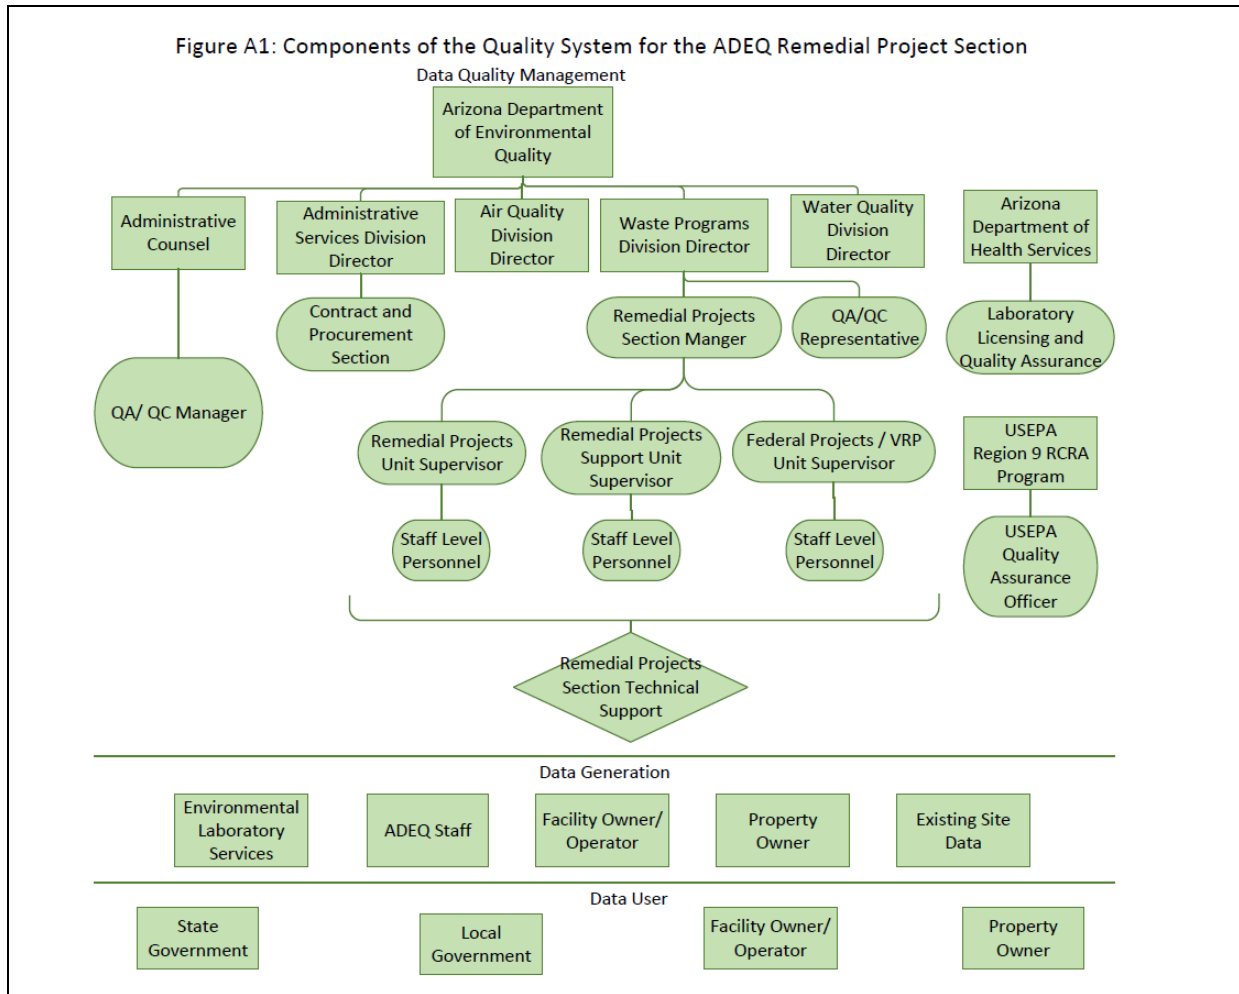 Figure A1: Components of the Quality System for the ADEQ Remedial Project Section
Data Quality Management
Arizona Department
of Environmental
Quality
Administrative
Counsel
Administrative
Services Division
Director
Air Quality
Division
Director
Waste Programs
Division Director
Water Quality
Division
Director
Arizona
Department of
Health Services
Contract and
Procurement
Section
Remedial Projects
Section Manger
QA/QC
Representative
Laboratory
Licensing and
Quality Assurance
QA/ QC Manager
Remedial Projects
Unit Supervisor
Remedial Projects
Support Unit
Supervisor
Federal Projects / VRP
Unit Supervisor
USEPA
Region 9 RCRA
Program
Staff Level
Personnel
Staff Level
Personnel
Staff Level
Personnel
USEPA
Quality
Assurance
Officer
Remedial Projects
Section Technical
Support
Data Generation
Environmental
Laboratory
Services
ADEQ Staff
Facility Owner/
Operator
Property
Owner
Existing Site
Data
Data User
State
Government
Local
Government
Facility Owner/
Operator
Property
Owner